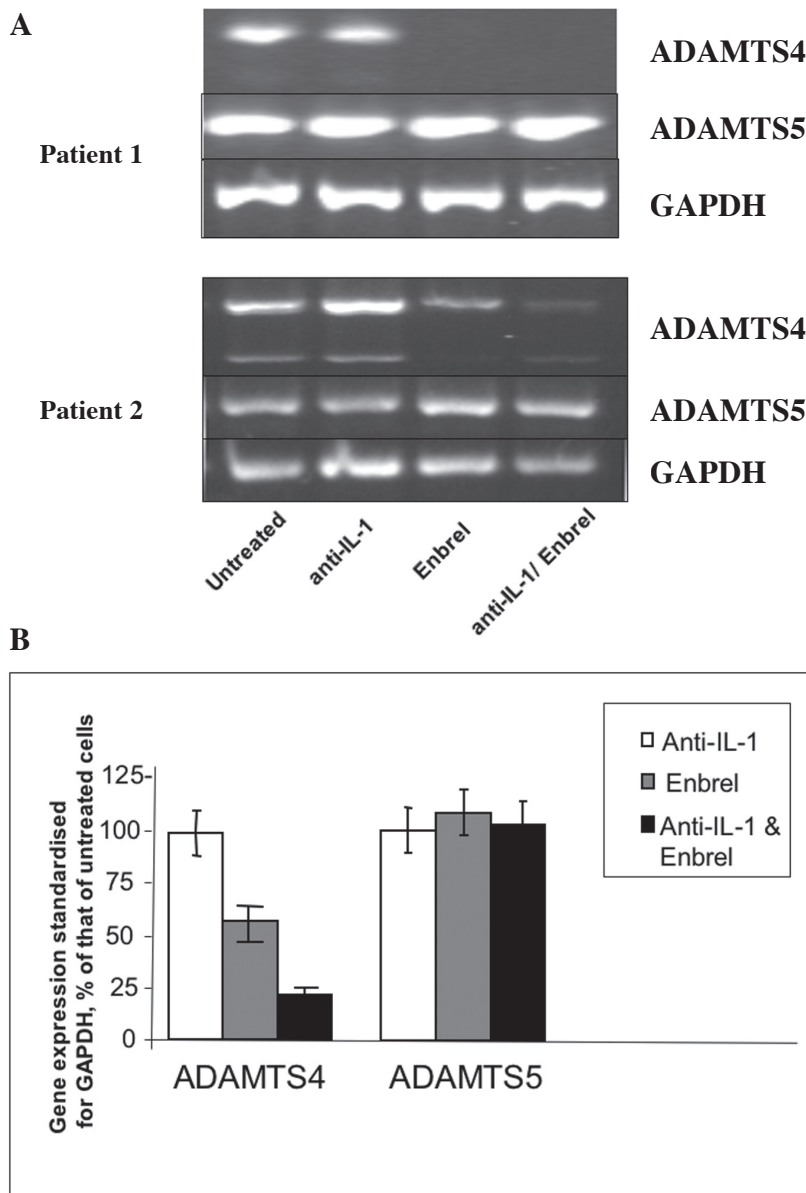 A
ADAMTS4
ADAMTS5
Patient 1
GAPDH
ADAMTS4
Patient 2
ADAMTS5
GAPDH
Untreated
anti-IL-1
Enbrel
anti-IL-1/ Enbrel
B
Gene expression standardised
for GAPDH, % of that of untreated cells
125-
100
75
50
25
0
ADAMTS4
ADAMTS5
Anti-IL-1
Enbrel
Anti-IL-1 &
Enbrel